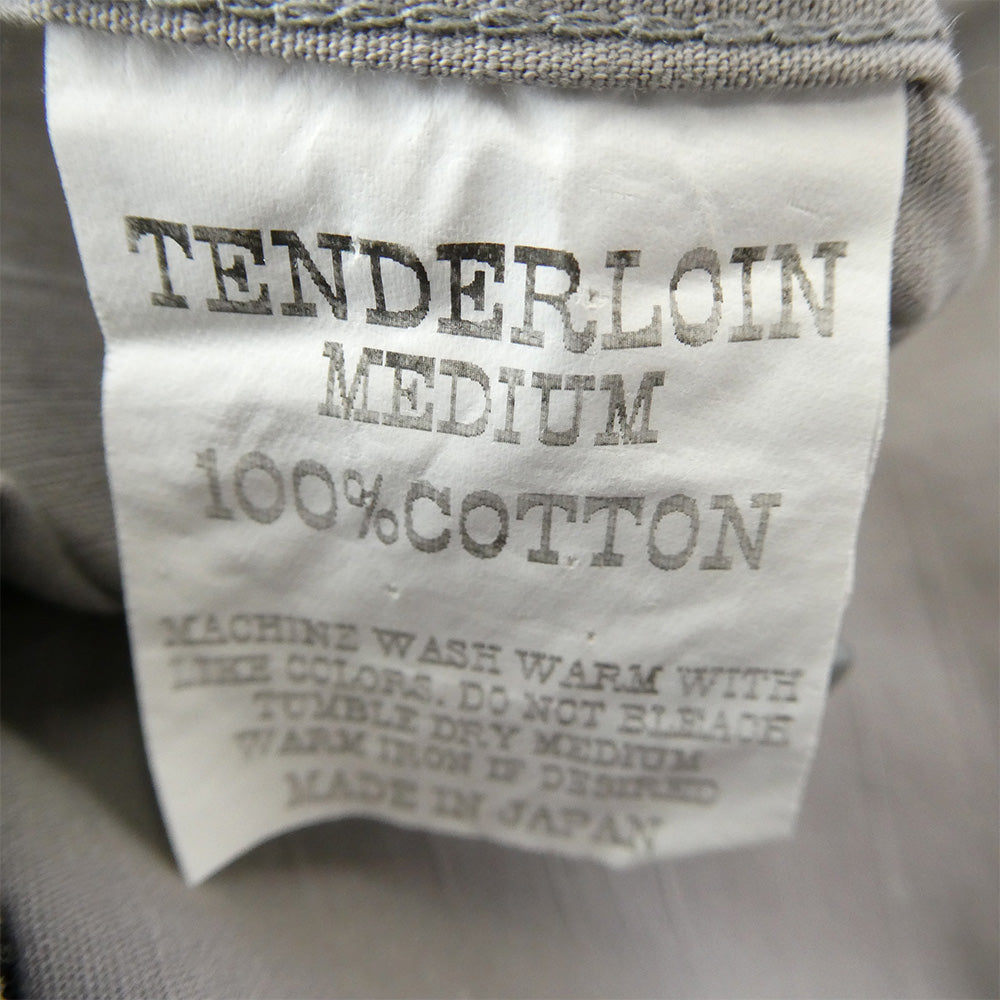 TENDERLOIN
MEDIUM
100%COTTON
MACHINE WASH WARM WITH
LIKE COLORS. DO NOT BLEACH
TUMBLE DRY MEDIUM
WARM IRON IF DESIRED
MADE IN JAPAN